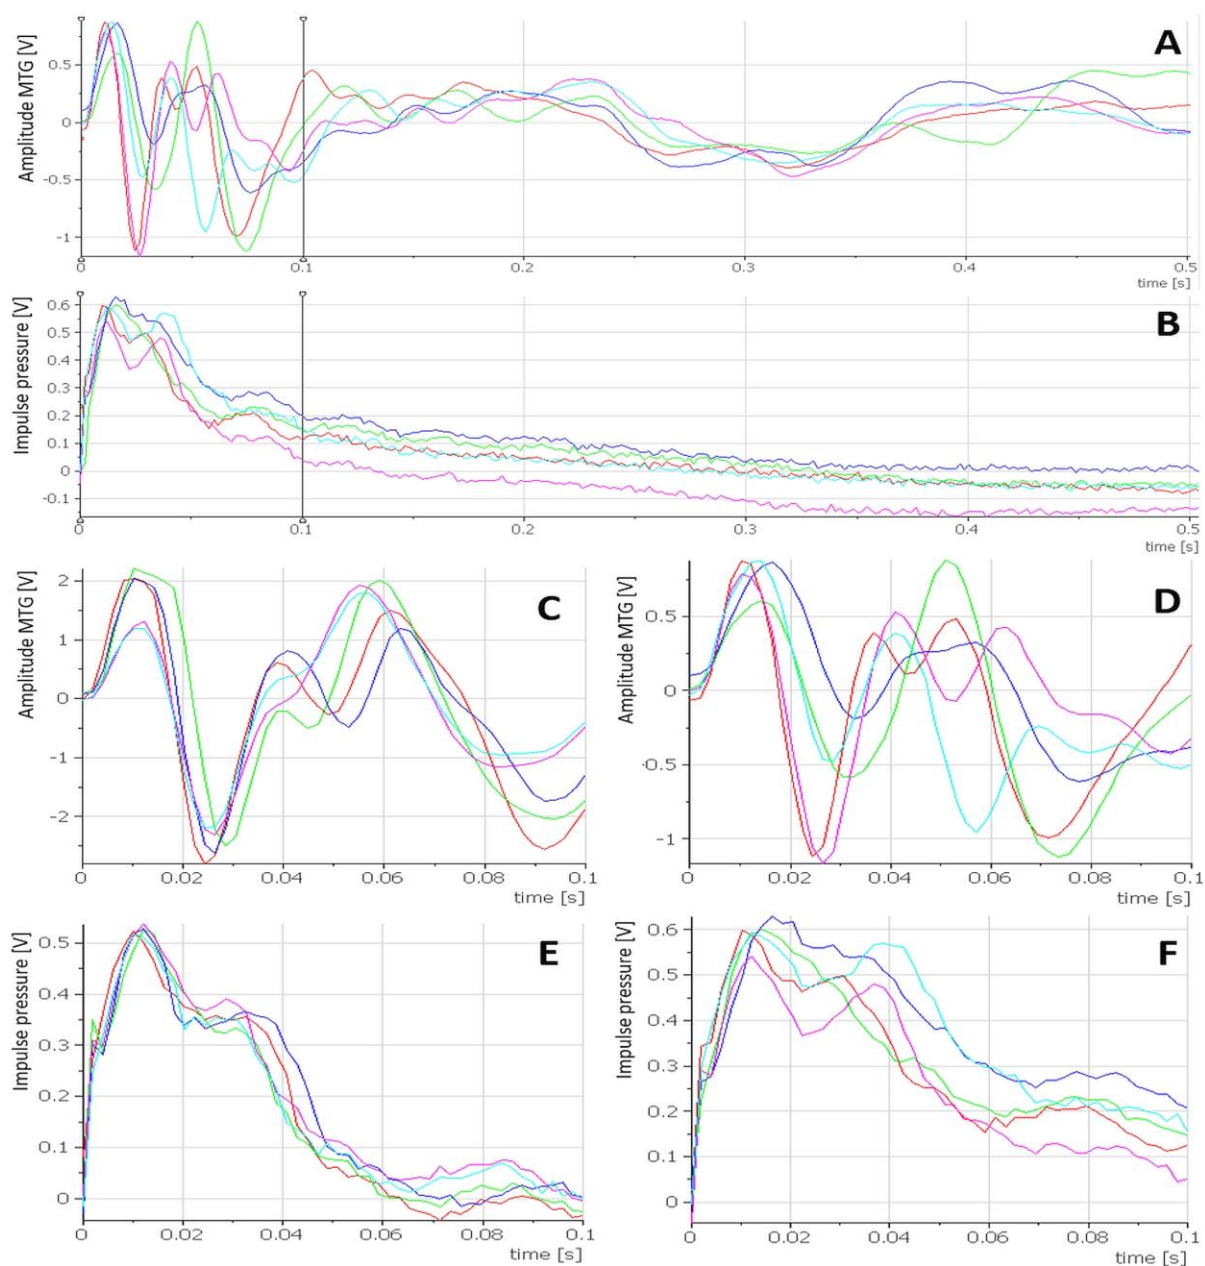 A
Amplitude MTG [V]
0.5
0
-0.5
-1
0 0.1 0.2 0.3 0.4 0.5
time [s]
B
Impulse pressure [V]
0.6
0.5
0.4
0.3
0.2
0.1
0
-0.1
0 0.1 0.2 0.3 0.4 0.5
time [s]
C
Amplitude MTG [V]
2
1
0
-1
-2
0 0.02 0.04 0.06 0.08 0.1
time [s]
D
Amplitude MTG [V]
0.5
0
-0.5
-1
0.02 0.04 0.06 0.08 0.1
time [s]
E
Impulse pressure [V]
0.5
0.4
0.3
0.2
0.1
0
0 0.02 0.04 0.06 0.08 0.1
time [s]
F
Impulse pressure [V]
0.6
0.5
0.4
0.3
0.2
0.1
0
0 0.02 0.04 0.06 0.08 0.1
time [s]